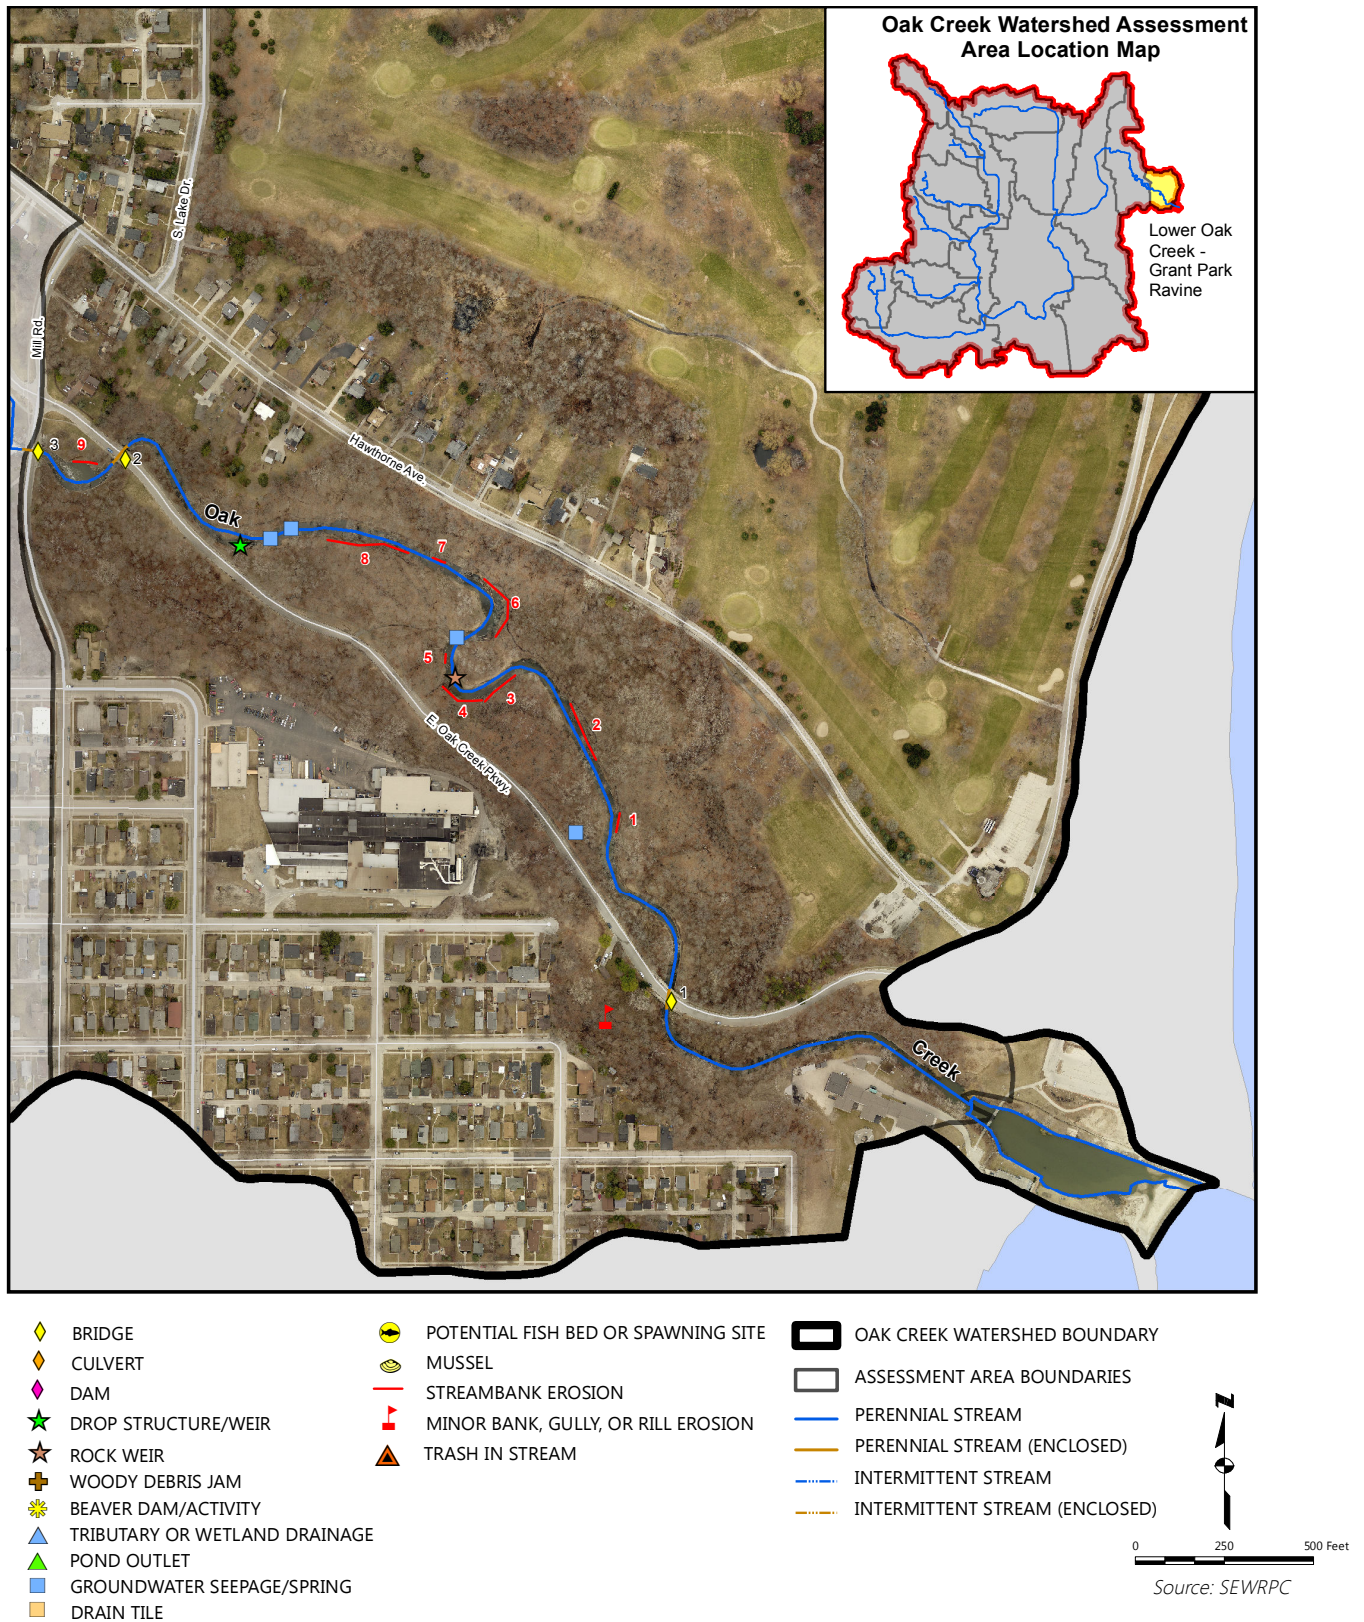 Oak Creek Watershed Assessment
Area Location Map
Lower Oak
Creek -
Grant Park
Ravine
S. Lake Dr.
Mill Rd.
Hawthorne Ave.
3
9
2
Oak
8
7
6
5
4
3
2
E. Oak Creek Pkwy.
1
1
Creek
BRIDGE
CULVERT
DAM
DROP STRUCTURE/WEIR
ROCK WEIR
WOODY DEBRIS JAM
BEAVER DAM/ACTIVITY
TRIBUTARY OR WETLAND DRAINAGE
POND OUTLET
GROUNDWATER SEEPAGE/SPRING
DRAIN TILE
POTENTIAL FISH BED OR SPAWNING SITE
MUSSEL
STREAMBANK EROSION
MINOR BANK, GULLY, OR RILL EROSION
TRASH IN STREAM
OAK CREEK WATERSHED BOUNDARY
ASSESSMENT AREA BOUNDARIES
PERENNIAL STREAM
PERENNIAL STREAM (ENCLOSED)
INTERMITTENT STREAM
INTERMITTENT STREAM (ENCLOSED)
N
0 250 500 Feet
Source: SEWRPC